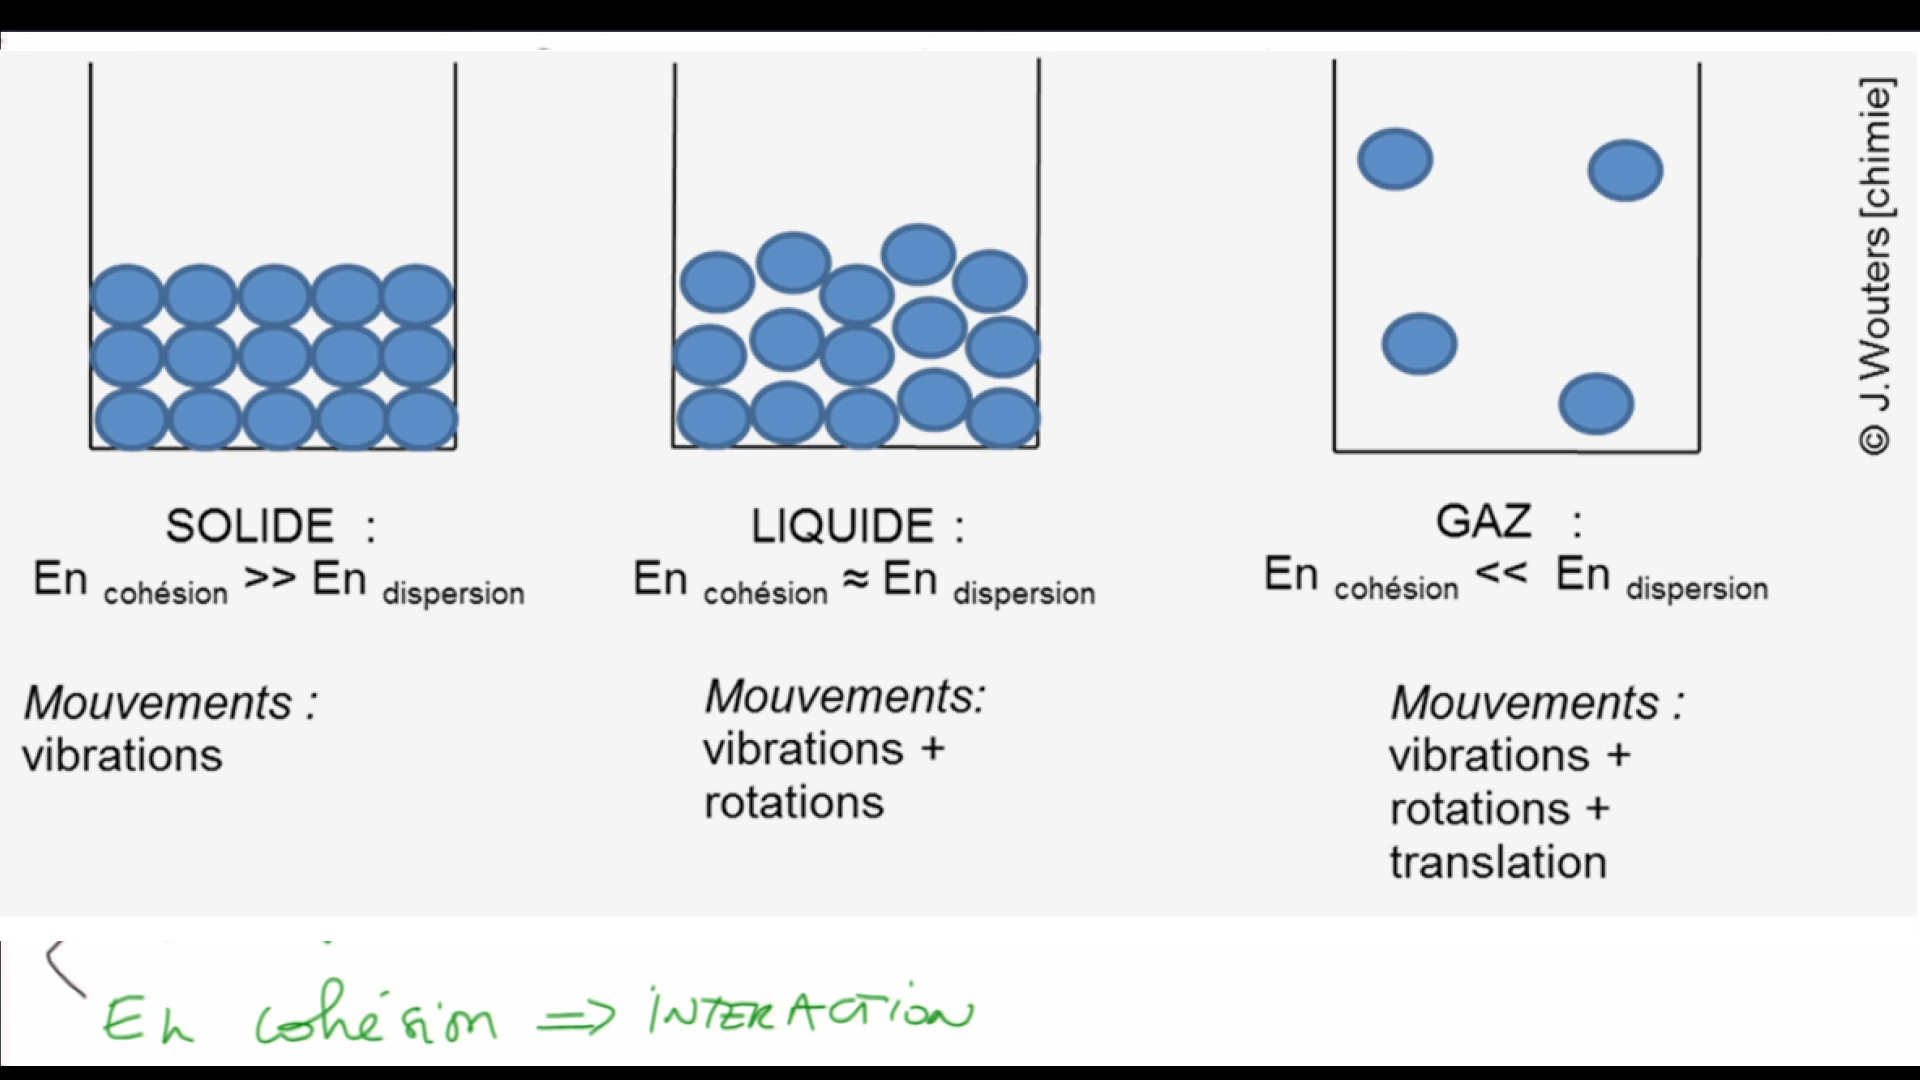 SOLIDE :
En cohésion >> En dispersion
Mouvements :
vibrations
LIQUIDE :
En cohésion ≈ En dispersion
Mouvements:
vibrations +
rotations
GAZ :
En cohésion << En dispersion
Mouvements :
vibrations +
rotations +
translation
© J.Wouters [chimie]
En cohésion => INTERACTION